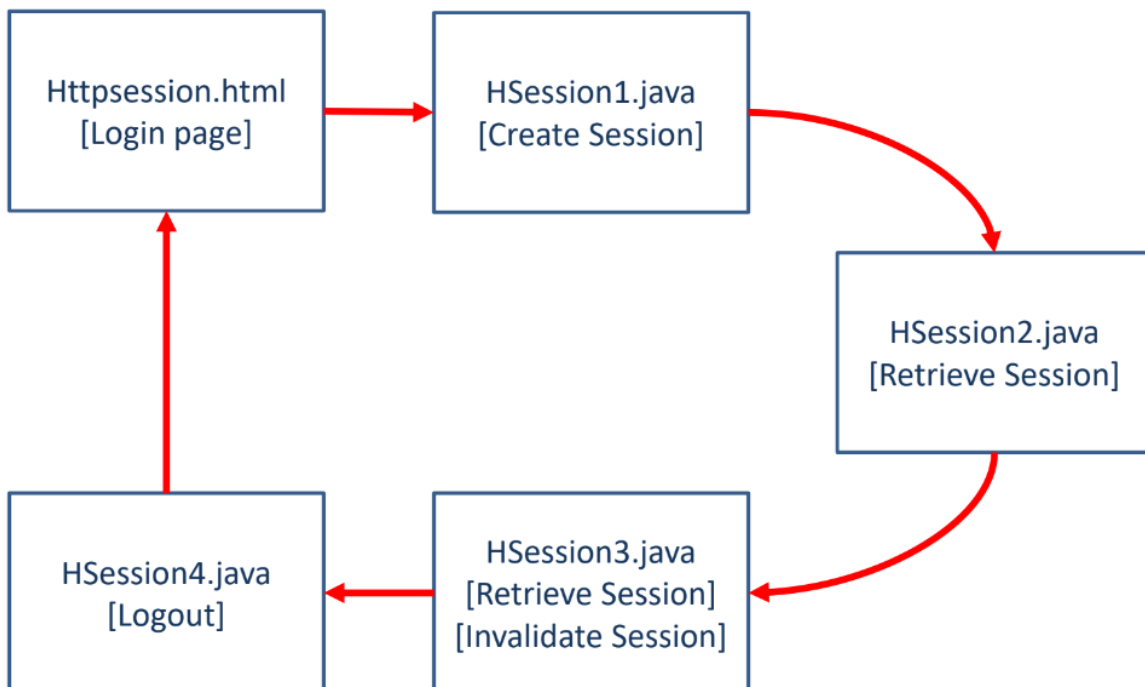 Httpsession.html
[Login page]
HSession1.java
[Create Session]
HSession2.java
[Retrieve Session]
HSession3.java
[Retrieve Session]
[Invalidate Session]
HSession4.java
[Logout]